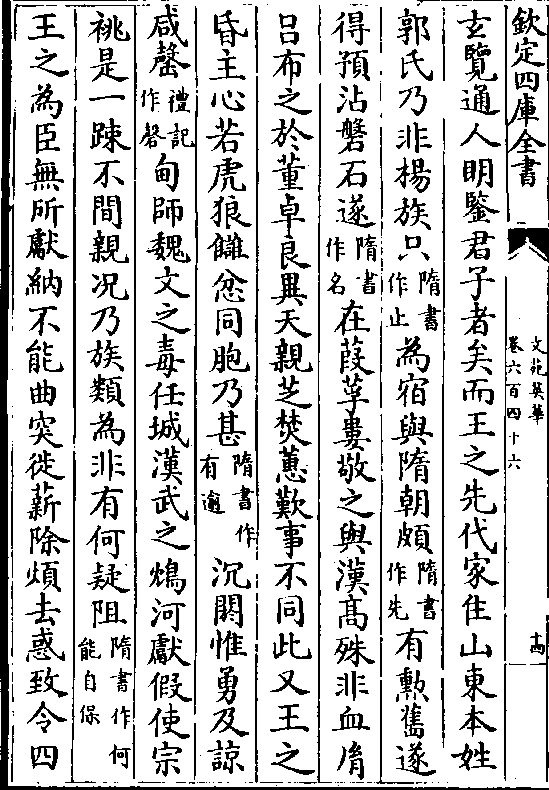 欽定四庫全書
文苑英華
卷六百四十六
十四
玄覽通人明鑒君子者矣而王之先代家住山東本姓
郭氏乃非楊族只隋書作止為宿與隋朝頗隋書作先有勲舊遂
得預沾磐石遂隋書作名在葭莩婁敬之與漢髙殊非血𦙍
吕布之於董卓良異天親芝焚蕙歎事不同此又王之
昏主心若虎狼讎忿同胞乃甚隋書作有逾沉閼惟勇及諒
咸罄禮記作磬甸師魏文之毒任城漢武之鴆河獻假使宗
祧是一踈不間親况乃族類為非有何疑阻隋書作何能自保
王之為臣無所獻納不能曲突徙薪除煩去惑致令四